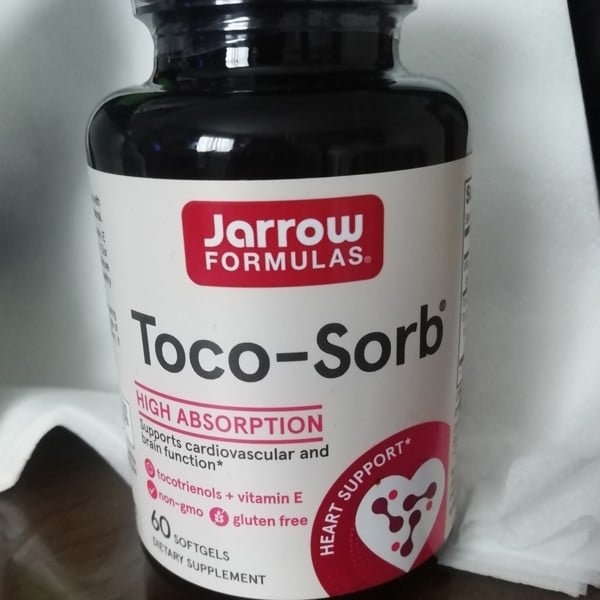 Jarrow
FORMULAS®
Toco-Sorb®
HIGH ABSORPTION
Supports cardiovascular and
brain function*
tocotrienols + vitamin E
non-gmo gluten free
60 SOFTGELS
DIETARY SUPPLEMENT
HEART SUPPORT*